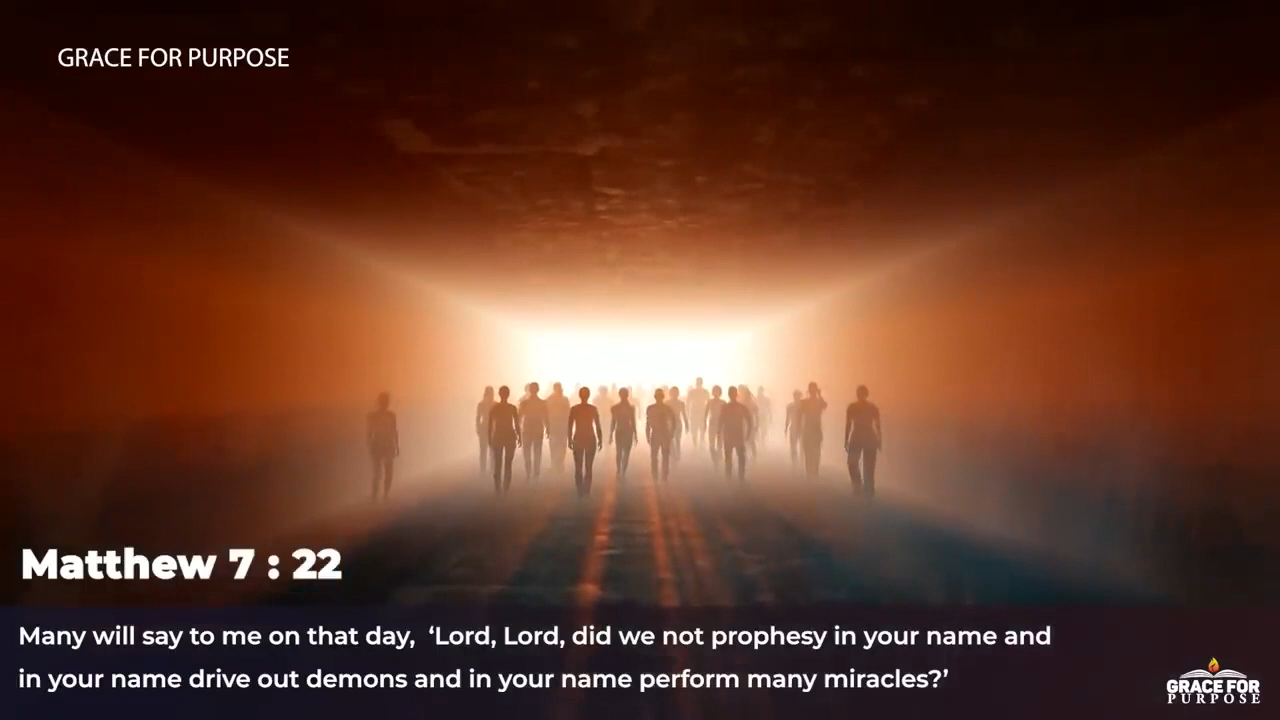 GRACE FOR PURPOSE
Matthew 7 : 22
Many will say to me on that day,  ‘Lord, Lord, did we not prophesy in your name and
in your name drive out demons and in your name perform many miracles?’
GRACE FOR
PURPOSE